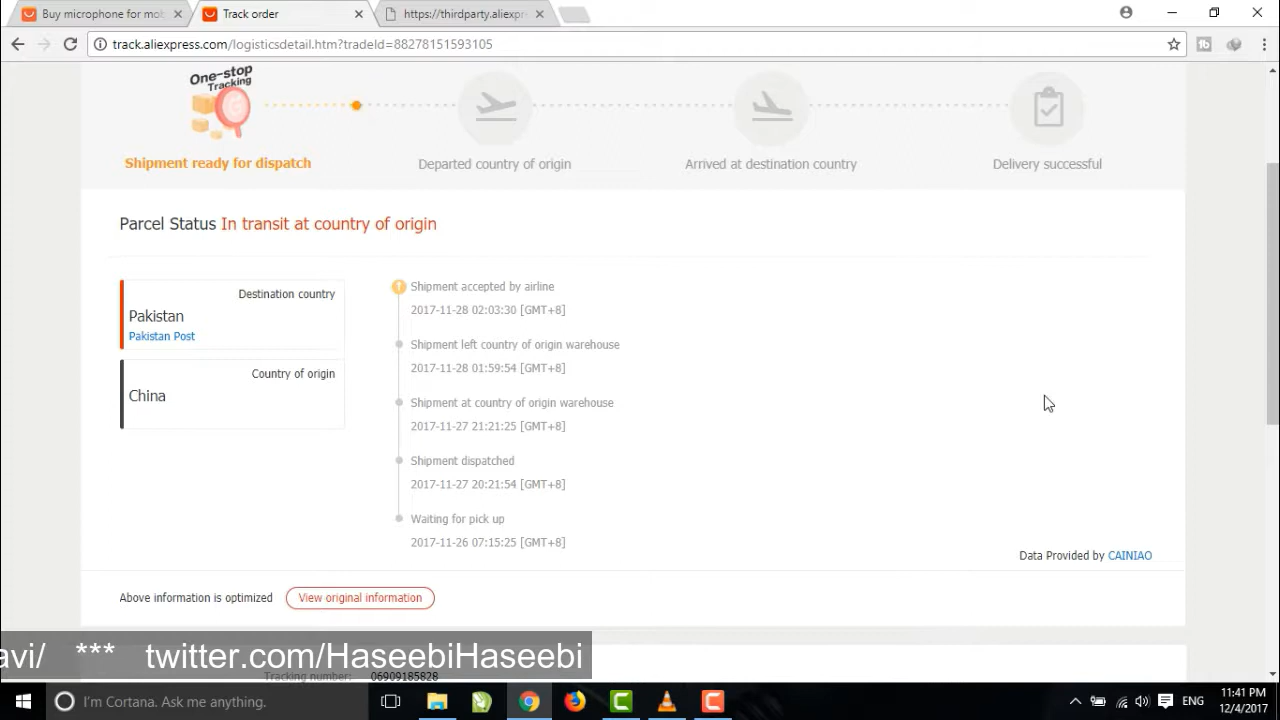 Buy microphone for mob
Track order
https://thirdparty.aliexpr
track.aliexpress.com/logisticsdetail.htm?tradeId=88278151593105
One-stop
Tracking
Shipment ready for dispatch
Departed country of origin
Arrived at destination country
Delivery successful
Parcel Status In transit at country of origin
Destination country
Pakistan
Pakistan Post
Country of origin
China
Shipment accepted by airline
2017-11-28 02:03:30 [GMT+8]
Shipment left country of origin warehouse
2017-11-28 01:59:54 [GMT+8]
Shipment at country of origin warehouse
2017-11-27 21:21:25 [GMT+8]
Shipment dispatched
2017-11-27 20:21:54 [GMT+8]
Waiting for pick up
2017-11-26 07:15:25 [GMT+8]
Data Provided by CAINIAO
Above information is optimized
View original information
avi/ *** twitter.com/HaseebiHaseebi
Tracking number: 06909185828
I'm Cortana. Ask me anything.
ENG
11:41 PM
12/4/2017